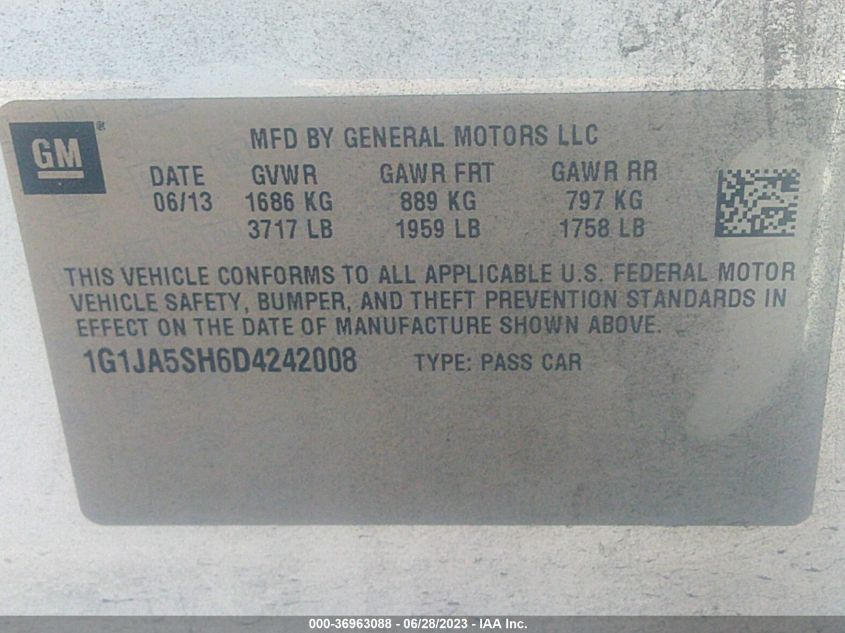 GM®
MFD BY GENERAL MOTORS LLC
DATE GVWR GAWR FRT GAWR RR
06/13 1686 KG 889 KG 797 KG
3717 LB 1959 LB 1758 LB
THIS VEHICLE CONFORMS TO ALL APPLICABLE U.S. FEDERAL MOTOR
VEHICLE SAFETY, BUMPER, AND THEFT PREVENTION STANDARDS IN
EFFECT ON THE DATE OF MANUFACTURE SHOWN ABOVE.
1G1JA5SH6D4242008 TYPE: PASS CAR
000-36963088 - 06/28/2023 - IAA Inc.